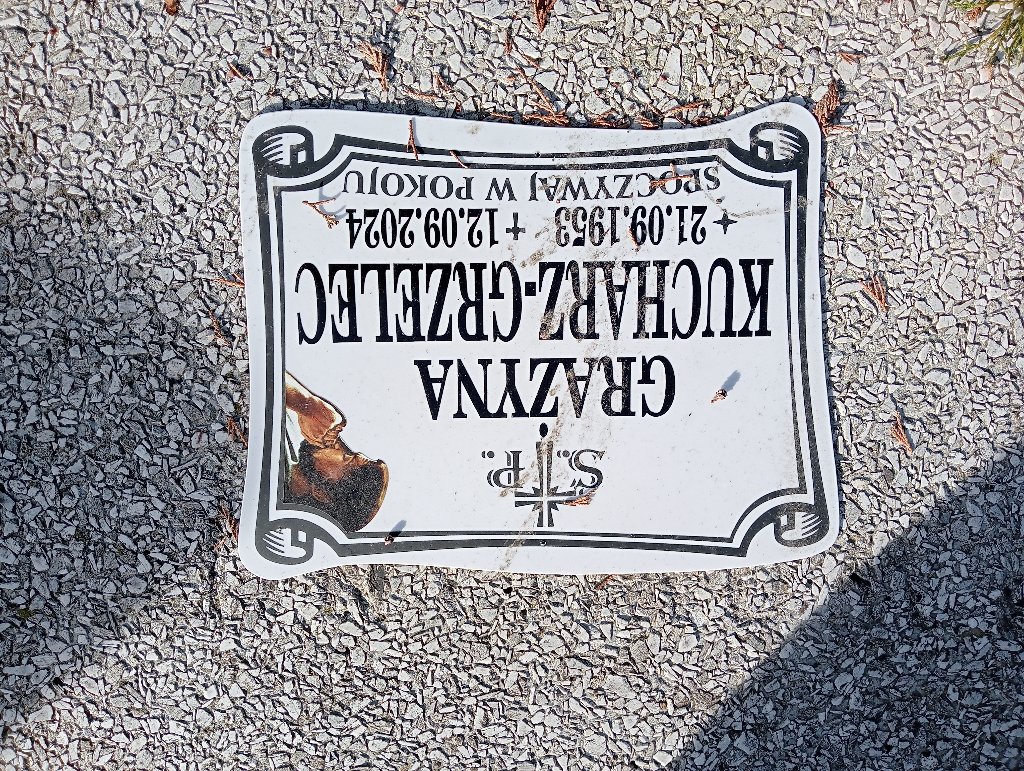 Ś. P.
GRAŻYNA
KUCHARZ-GRZELEC
21.09.1953 + 12.09.2024
SPOCZYWAJ W POKOJU